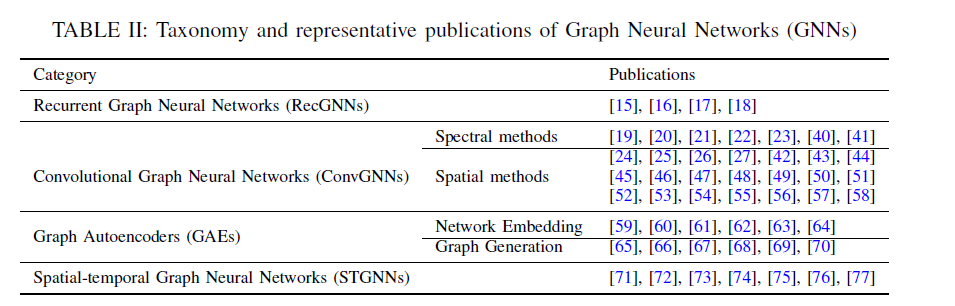 TABLE II: Taxonomy and representative publications of Graph Neural Networks (GNNs)
Category Publications
Recurrent Graph Neural Networks (RecGNNs) [15], [16], [17], [18]
Convolutional Graph Neural Networks (ConvGNNs)
Spectral methods [19], [20], [21], [22], [23], [40], [41]
Spatial methods
[24], [25], [26], [27], [42], [43], [44]
[45], [46], [47], [48], [49], [50], [51]
[52], [53], [54], [55], [56], [57], [58]
Graph Autoencoders (GAEs)
Network Embedding [59], [60], [61], [62], [63], [64]
Graph Generation [65], [66], [67], [68], [69], [70]
Spatial-temporal Graph Neural Networks (STGNNs) [71], [72], [73], [74], [75], [76], [77]